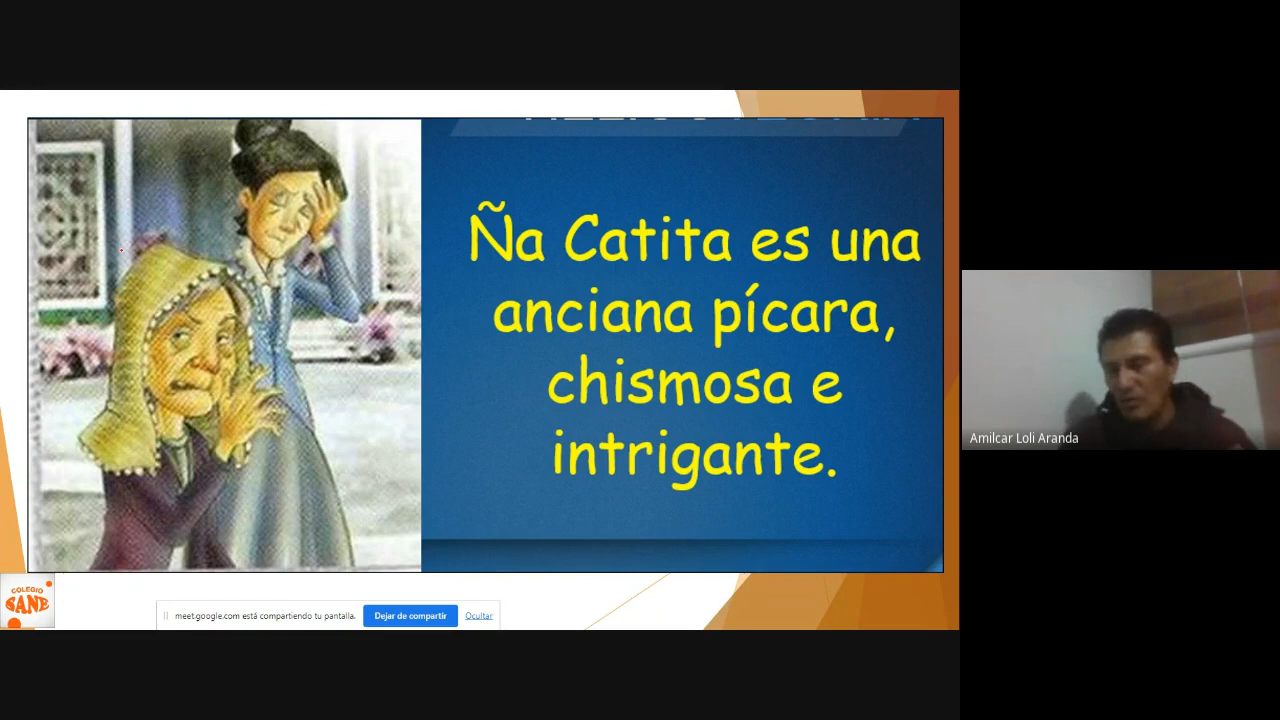 Ña Catita es una
anciana pícara,
chismosa e
intrigante.
Amilcar Loli Aranda
COLEGIO
SANE
meet.google.com está compartiendo tu pantalla.
Dejar de compartir
Ocultar